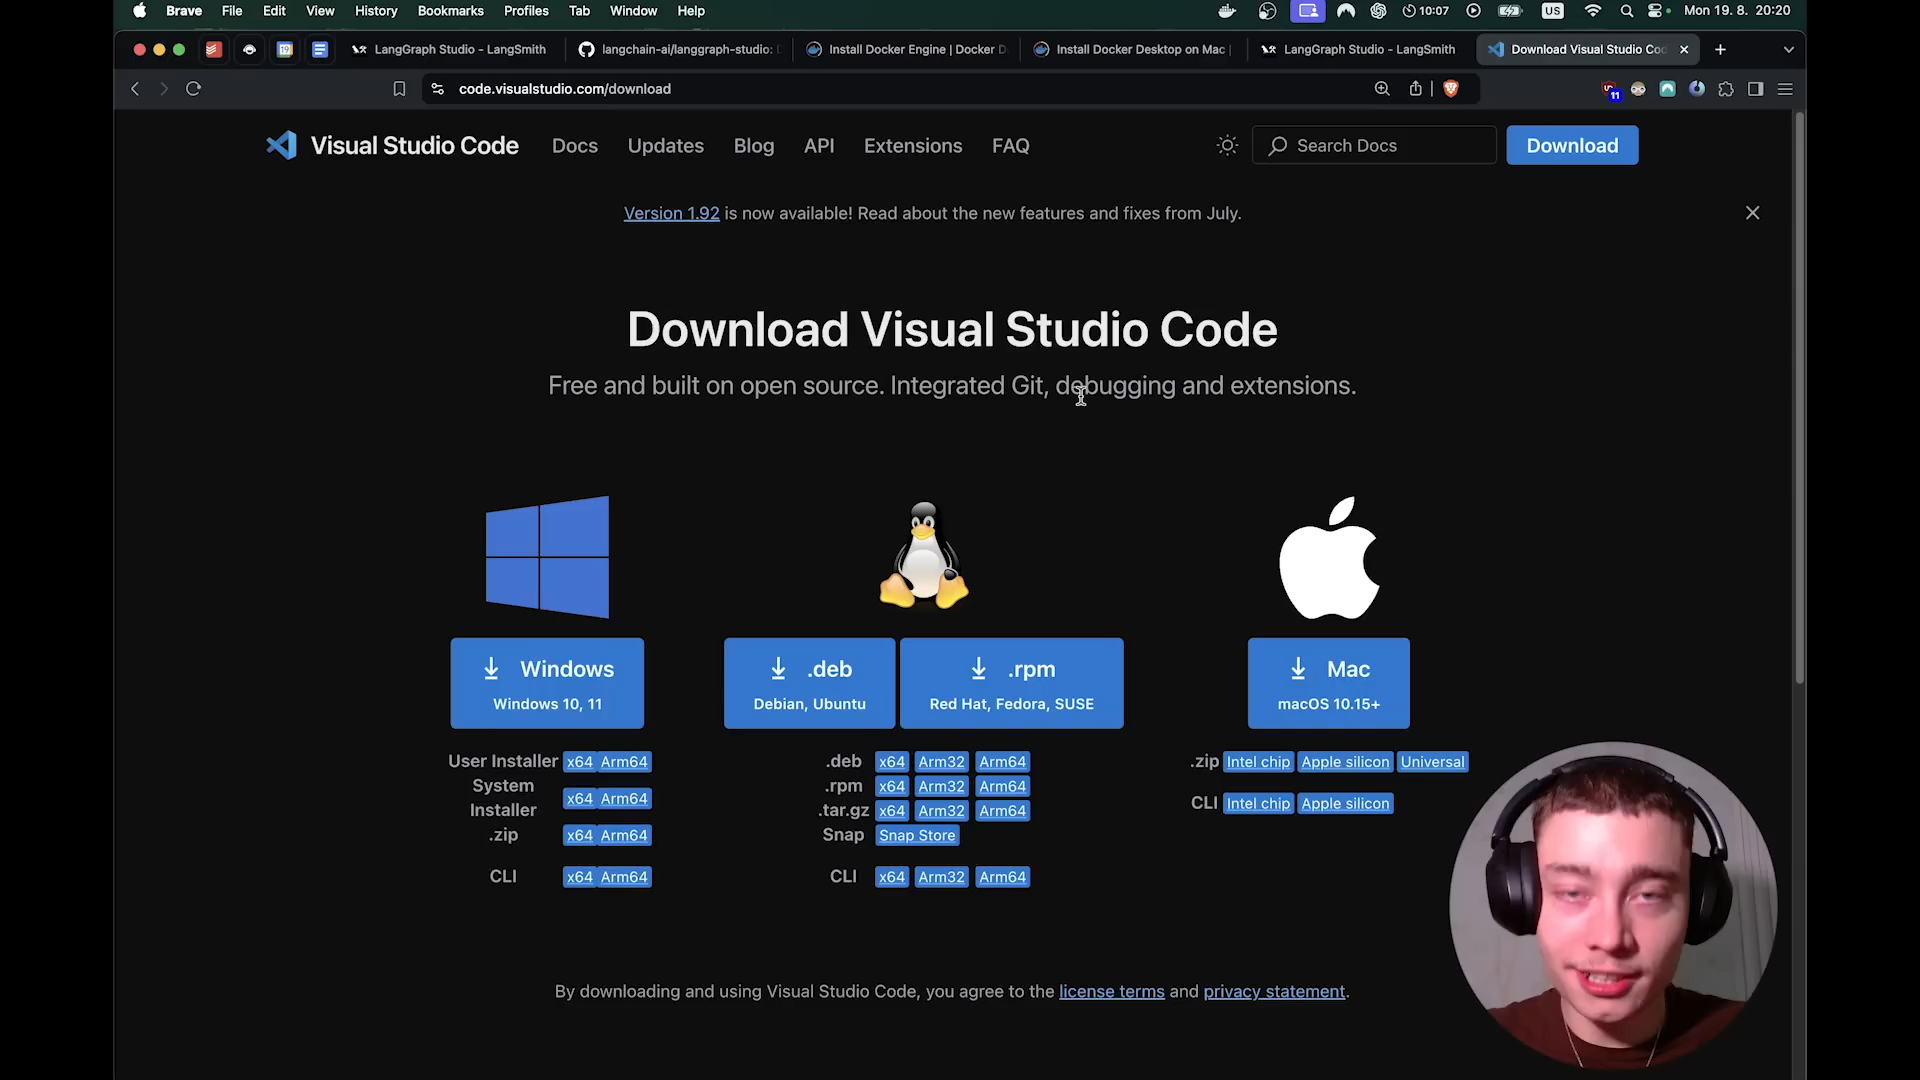 Brave File Edit View History Bookmarks Profiles Tab Window Help 10:07 US Mon 19. 8. 20:20
19 LangGraph Studio – LangSmith langchain-ai/langgraph-studio: D Install Docker Engine | Docker D Install Docker Desktop on Mac | LangGraph Studio – LangSmith Download Visual Studio Co
code.visualstudio.com/download 11
Visual Studio Code Docs Updates Blog API Extensions FAQ Search Docs Download
Version 1.92 is now available! Read about the new features and fixes from July.
Download Visual Studio Code
Free and built on open source. Integrated Git, debugging and extensions.
Windows
Windows 10, 11
User Installer x64 Arm64
System Installer x64 Arm64
.zip x64 Arm64
CLI x64 Arm64
.deb
Debian, Ubuntu
.rpm
Red Hat, Fedora, SUSE
.deb x64 Arm32 Arm64
.rpm x64 Arm32 Arm64
.tar.gz x64 Arm32 Arm64
Snap Snap Store
CLI x64 Arm32 Arm64
Mac
macOS 10.15+
.zip Intel chip Apple silicon Universal
CLI Intel chip Apple silicon
By downloading and using Visual Studio Code, you agree to the license terms and privacy statement.